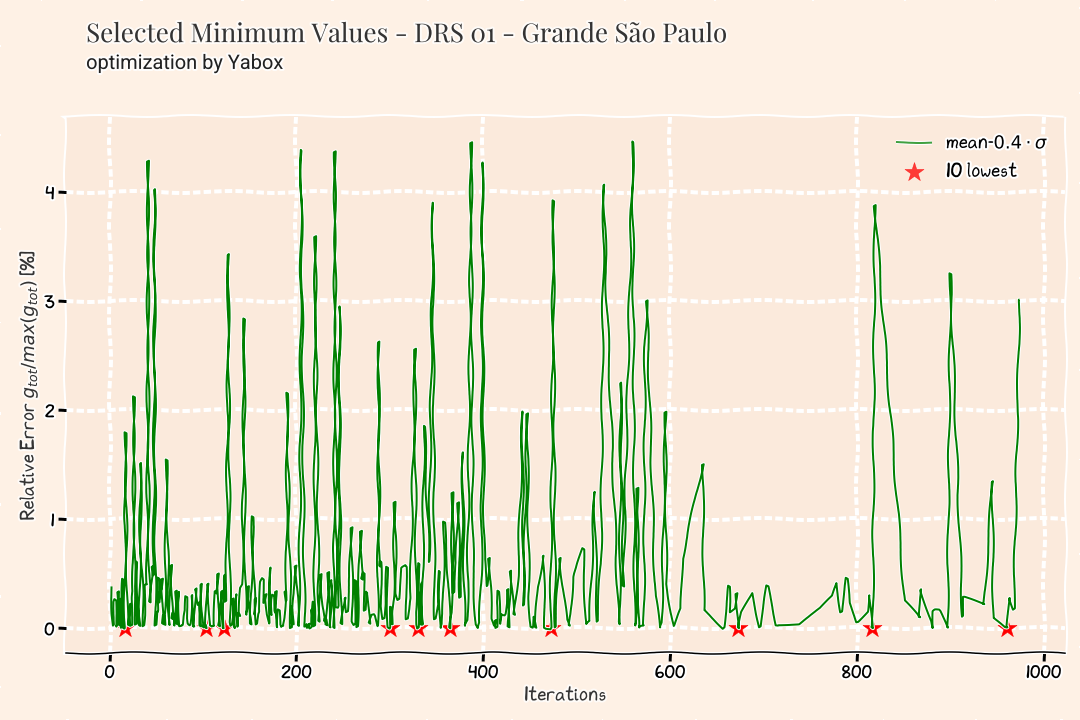 Selected Minimum Values - DRS 01 - Grande São Paulo
optimization by Yabox
mean-0.4 · σ
10 lowest
Relative Error g_tot/max(g_tot) [%]
4
3
2
1
0
0 200 400 600 800 1000
Iterations